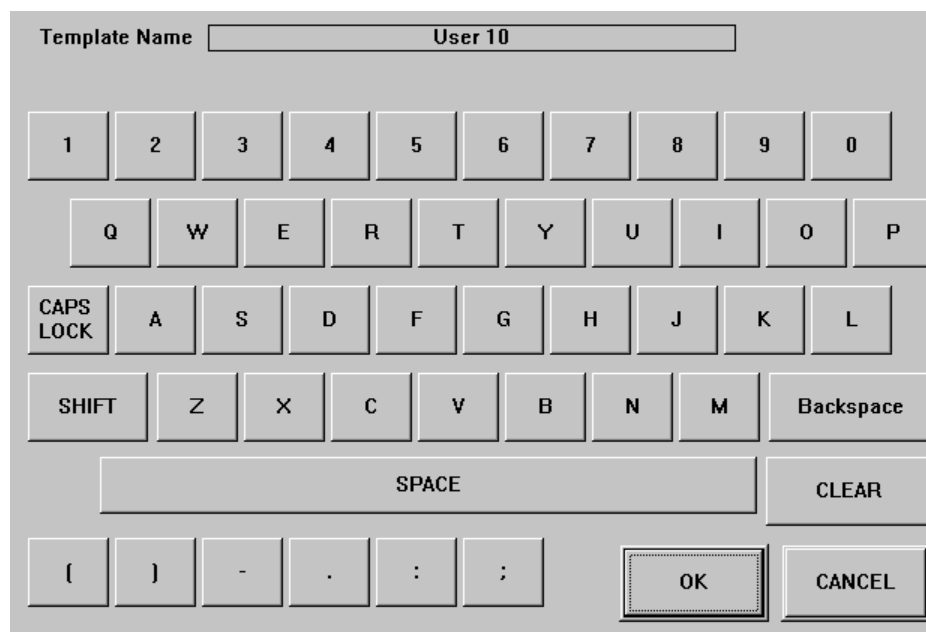 Template Name User 10
1 2 3 4 5 6 7 8 9 0
Q W E R T Y U I O P
CAPS
LOCK A S D F G H J K L
SHIFT Z X C V B N M Backspace
SPACE CLEAR
( ) - . : ; OK CANCEL